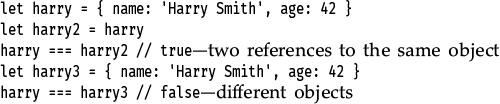 let harry = { name: 'Harry Smith', age: 42 }
let harry2 = harry
harry === harry2 // true—two references to the same object
let harry3 = { name: 'Harry Smith', age: 42 }
harry === harry3 // false—different objects